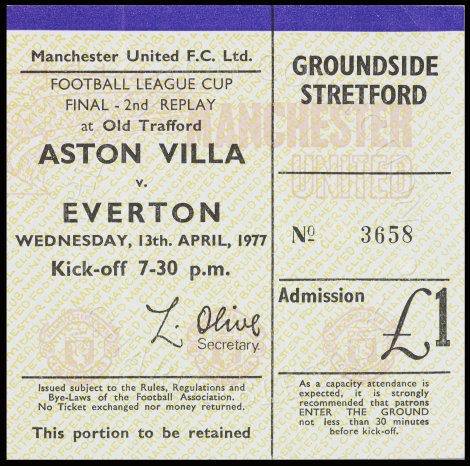 Manchester United F.C. Ltd.
FOOTBALL LEAGUE CUP
FINAL - 2nd REPLAY
at Old Trafford
ASTON VILLA
v.
EVERTON
WEDNESDAY, 13th. APRIL, 1977
Kick-off 7-30 p.m.
L. Olive
Secretary.
Issued subject to the Rules, Regulations and
Bye-Laws of the Football Association.
No Ticket exchanged nor money returned.
This portion to be retained
GROUNDSIDE
STRETFORD
MANCHESTER
UNITED
No 3658
Admission £1
As a capacity attendance is
expected, it is strongly
recommended that patrons
ENTER THE GROUND
not less than 30 minutes
before kick-off.